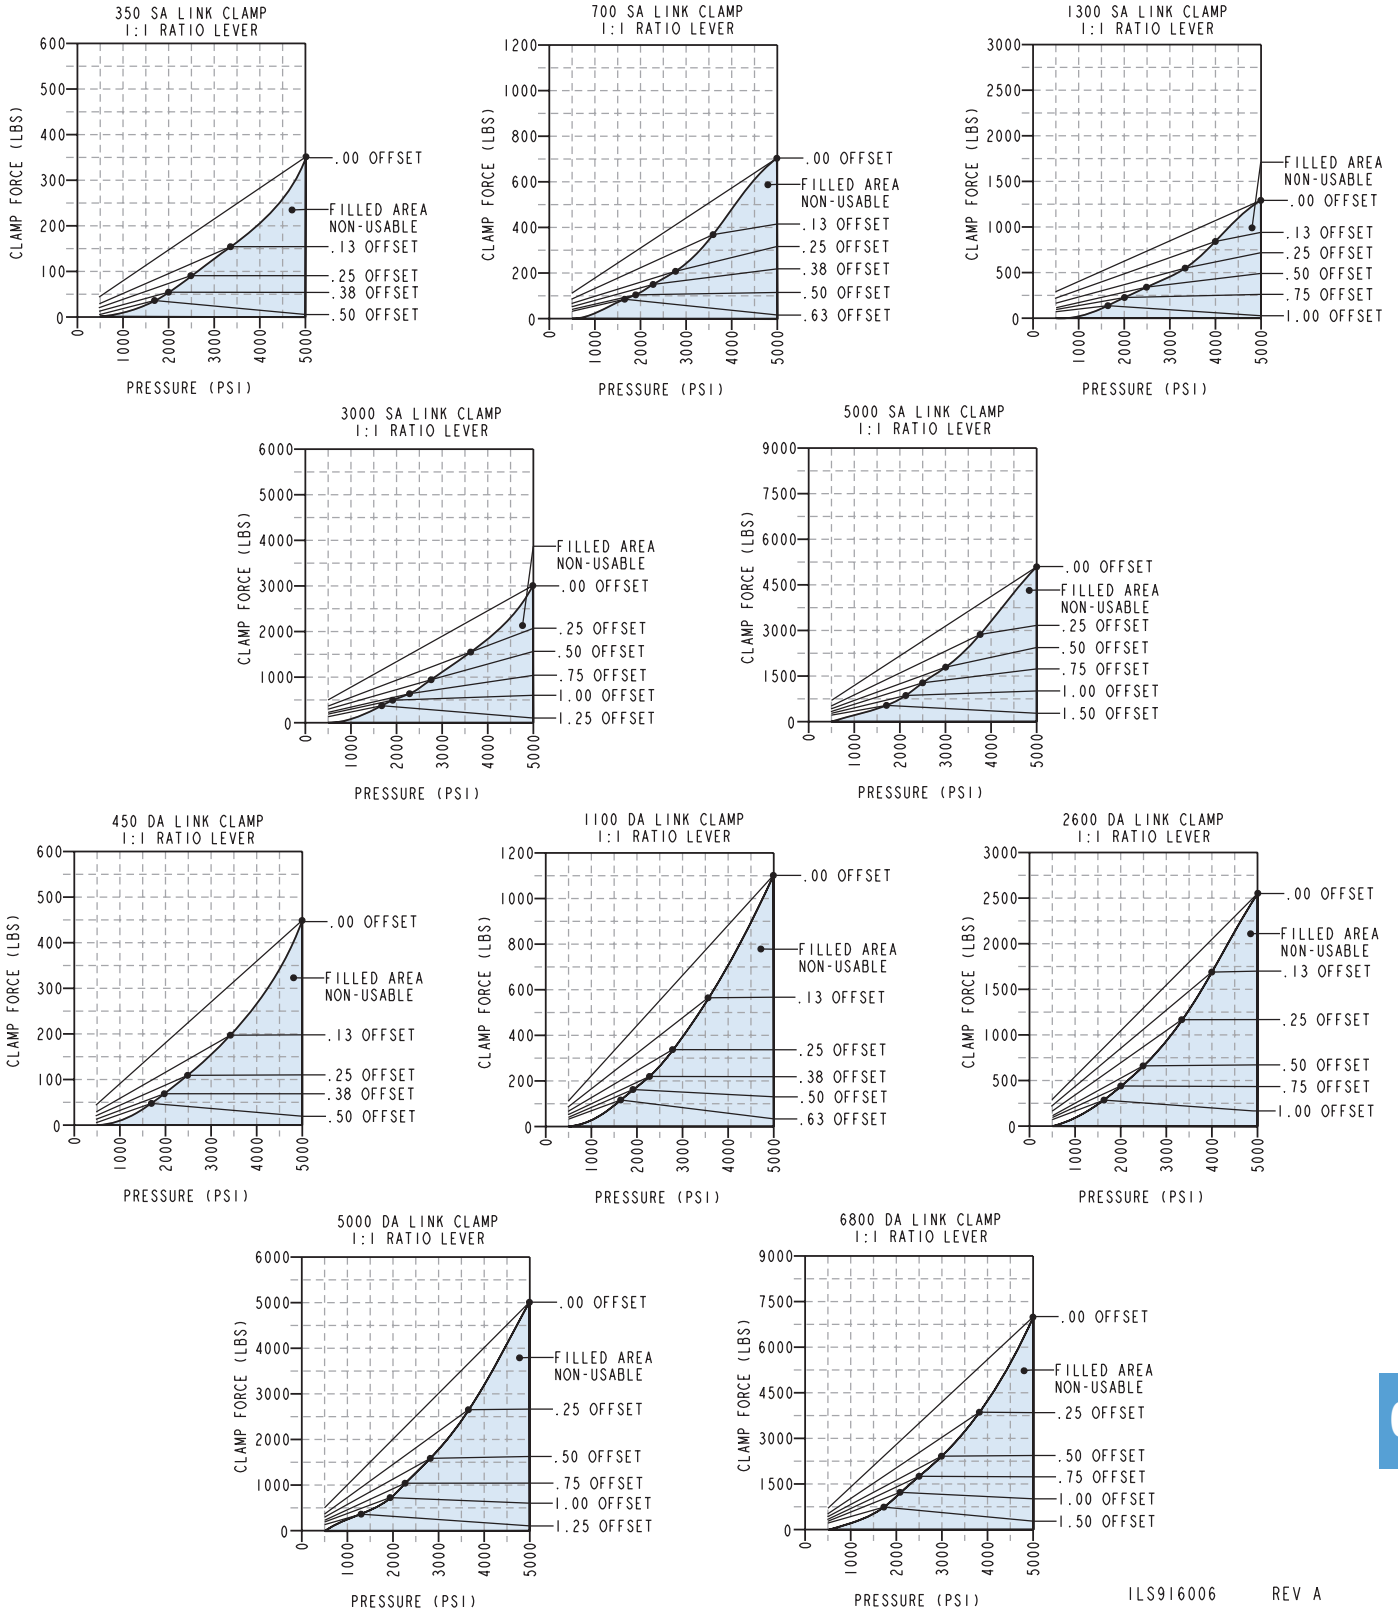 350 SA LINK CLAMP
1:1 RATIO LEVER
600
500
400
300
200
100
0
CLAMP FORCE (LBS)
.00 OFFSET
FILLED AREA
NON-USABLE
.13 OFFSET
.25 OFFSET
.38 OFFSET
.50 OFFSET
0
1000
2000
3000
4000
5000
PRESSURE (PSI)
700 SA LINK CLAMP
1:1 RATIO LEVER
1200
1000
800
600
400
200
0
CLAMP FORCE (LBS)
.00 OFFSET
FILLED AREA
NON-USABLE
.13 OFFSET
.25 OFFSET
.38 OFFSET
.50 OFFSET
.63 OFFSET
0
1000
2000
3000
4000
5000
PRESSURE (PSI)
1300 SA LINK CLAMP
1:1 RATIO LEVER
3000
2500
2000
1500
1000
500
0
CLAMP FORCE (LBS)
FILLED AREA
NON-USABLE
.00 OFFSET
.13 OFFSET
.25 OFFSET
.50 OFFSET
.75 OFFSET
1.00 OFFSET
0
1000
2000
3000
4000
5000
PRESSURE (PSI)
3000 SA LINK CLAMP
1:1 RATIO LEVER
6000
5000
4000
3000
2000
1000
0
CLAMP FORCE (LBS)
FILLED AREA
NON-USABLE
.00 OFFSET
.25 OFFSET
.50 OFFSET
.75 OFFSET
1.00 OFFSET
1.25 OFFSET
0
1000
2000
3000
4000
5000
PRESSURE (PSI)
5000 SA LINK CLAMP
1:1 RATIO LEVER
9000
7500
6000
4500
3000
1500
0
CLAMP FORCE (LBS)
.00 OFFSET
FILLED AREA
NON-USABLE
.25 OFFSET
.50 OFFSET
.75 OFFSET
1.00 OFFSET
1.50 OFFSET
0
1000
2000
3000
4000
5000
PRESSURE (PSI)
450 DA LINK CLAMP
1:1 RATIO LEVER
600
500
400
300
200
100
0
CLAMP FORCE (LBS)
.00 OFFSET
FILLED AREA
NON-USABLE
.13 OFFSET
.25 OFFSET
.38 OFFSET
.50 OFFSET
0
1000
2000
3000
4000
5000
PRESSURE (PSI)
1100 DA LINK CLAMP
1:1 RATIO LEVER
1200
1000
800
600
400
200
0
CLAMP FORCE (LBS)
.00 OFFSET
FILLED AREA
NON-USABLE
.13 OFFSET
.25 OFFSET
.38 OFFSET
.50 OFFSET
.63 OFFSET
0
1000
2000
3000
4000
5000
PRESSURE (PSI)
2600 DA LINK CLAMP
1:1 RATIO LEVER
3000
2500
2000
1500
1000
500
0
CLAMP FORCE (LBS)
.00 OFFSET
FILLED AREA
NON-USABLE
.13 OFFSET
.25 OFFSET
.50 OFFSET
.75 OFFSET
1.00 OFFSET
0
1000
2000
3000
4000
5000
PRESSURE (PSI)
5000 DA LINK CLAMP
1:1 RATIO LEVER
6000
5000
4000
3000
2000
1000
0
CLAMP FORCE (LBS)
.00 OFFSET
FILLED AREA
NON-USABLE
.25 OFFSET
.50 OFFSET
.75 OFFSET
1.00 OFFSET
1.25 OFFSET
0
1000
2000
3000
4000
5000
PRESSURE (PSI)
6800 DA LINK CLAMP
1:1 RATIO LEVER
9000
7500
6000
4500
3000
1500
0
CLAMP FORCE (LBS)
.00 OFFSET
FILLED AREA
NON-USABLE
.25 OFFSET
.50 OFFSET
.75 OFFSET
1.00 OFFSET
1.50 OFFSET
0
1000
2000
3000
4000
5000
PRESSURE (PSI)
ILS916006 REV A